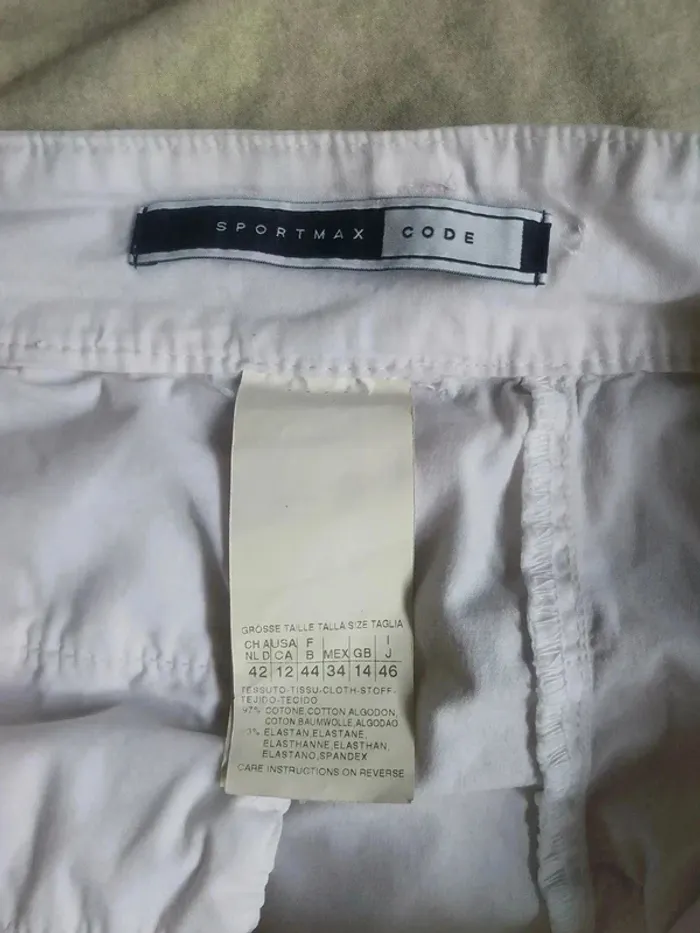 SPORTMAX CODE
GRÖSSE TAILLE TALLA SIZE TAGLIA
CH A USA F I
NL D CA B MEX GB J
42 12 44 34 14 46
TESSUTO-TISSU-CLOTH-STOFF-
TEJIDO-TECIDO
97% COTONE,COTTON,ALGODON,
COTON,BAUMWOLLE,ALGODAO
3% ELASTAN,ELASTANE,
ELASTHANNE,ELASTHAN,
ELASTANO,SPANDEX
CARE INSTRUCTIONS ON REVERSE